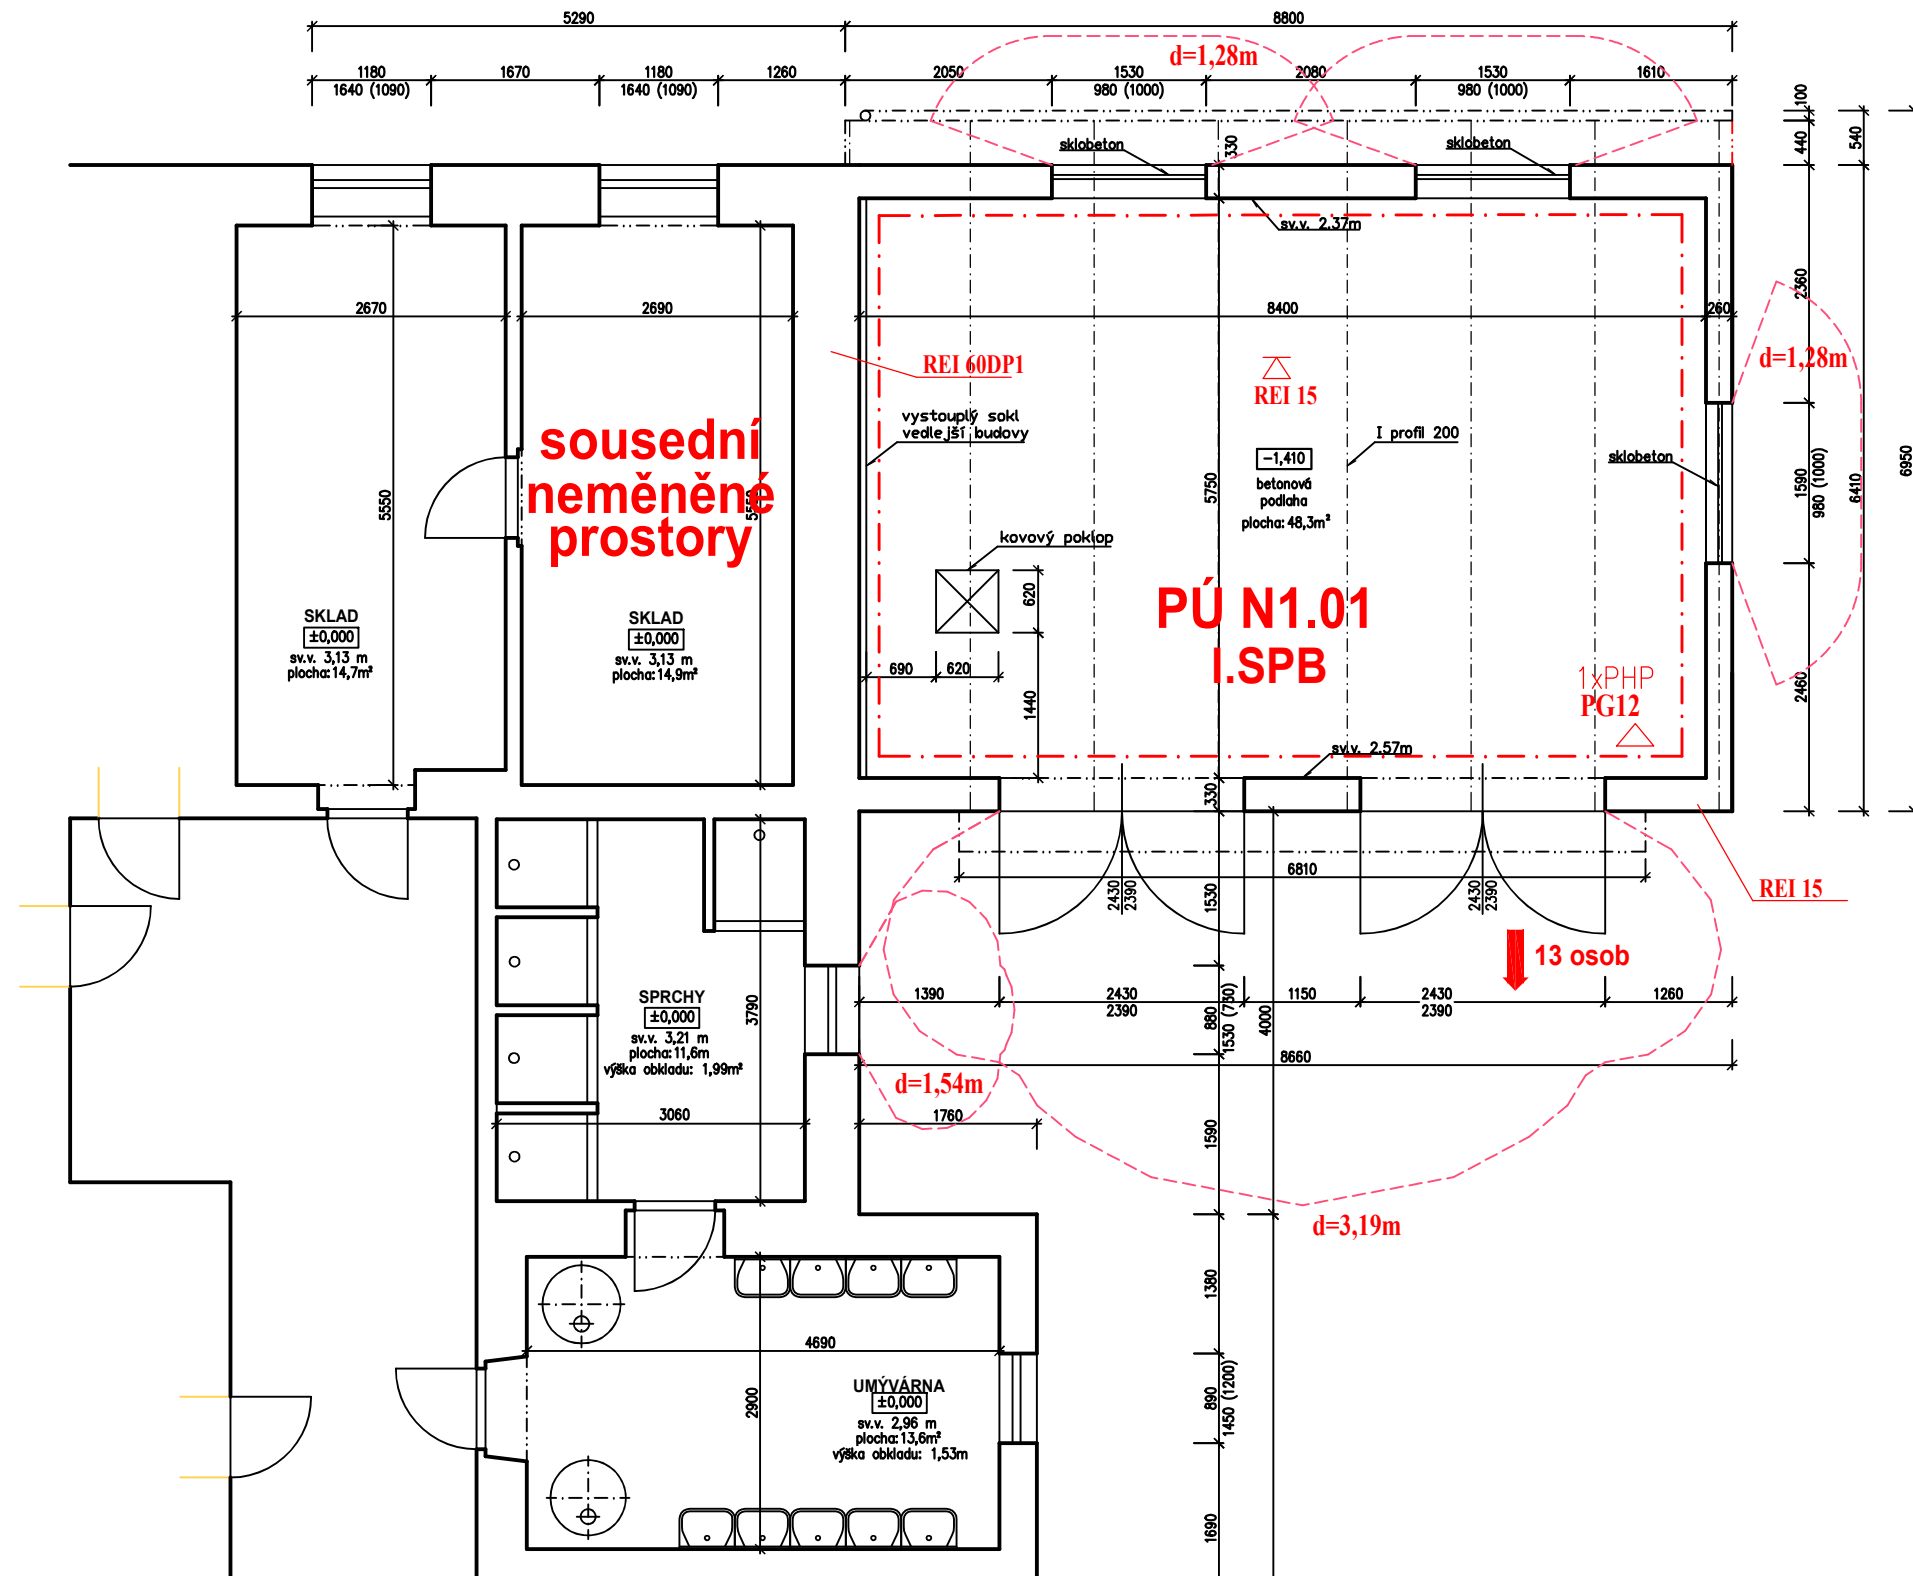 5290
8800
1180
1640 (1090)
1670
1180
1640 (1090)
1260
2050
1530
980 (1000)
2080
1530
980 (1000)
1610
d=1,28m
100
440
540
330
sklobeton
sklobeton
sv.v. 2.37m
2670
2690
8400
260
2360
d=1,28m
REI 60DP1
REI 15
vystouplý sokl
vedlejší budovy
I profil 200
sklobeton
1590
980 (1000)
6410
6950
sousední
neměněné
prostory
5550
5550
5750
-1,410
betonová
podlaha
plocha: 48,3m²
kovový poklop
620
690
620
1440
PÚ N1.01
I.SPB
1xPHP
PG12
2460
SKLAD
±0,000
sv.v. 3,13 m
plocha: 14,7m²
SKLAD
±0,000
sv.v. 3,13 m
plocha: 14,9m²
sv.v. 2.57m
330
6810
1530
2430
2390
2430
2390
REI 15
13 osob
SPRCHY
±0,000
sv.v. 3,21 m
plocha: 11,6m
výška obkladu: 1,99m²
3790
3060
1390
2430
2390
1150
2430
2390
1260
880
1530 (730)
4000
8660
d=1,54m
1760
1590
d=3,19m
1380
4690
2900
UMÝVÁRNA
±0,000
sv.v. 2,96 m
plocha: 13,6m²
výška obkladu: 1,53m
890
1450 (1200)
1690